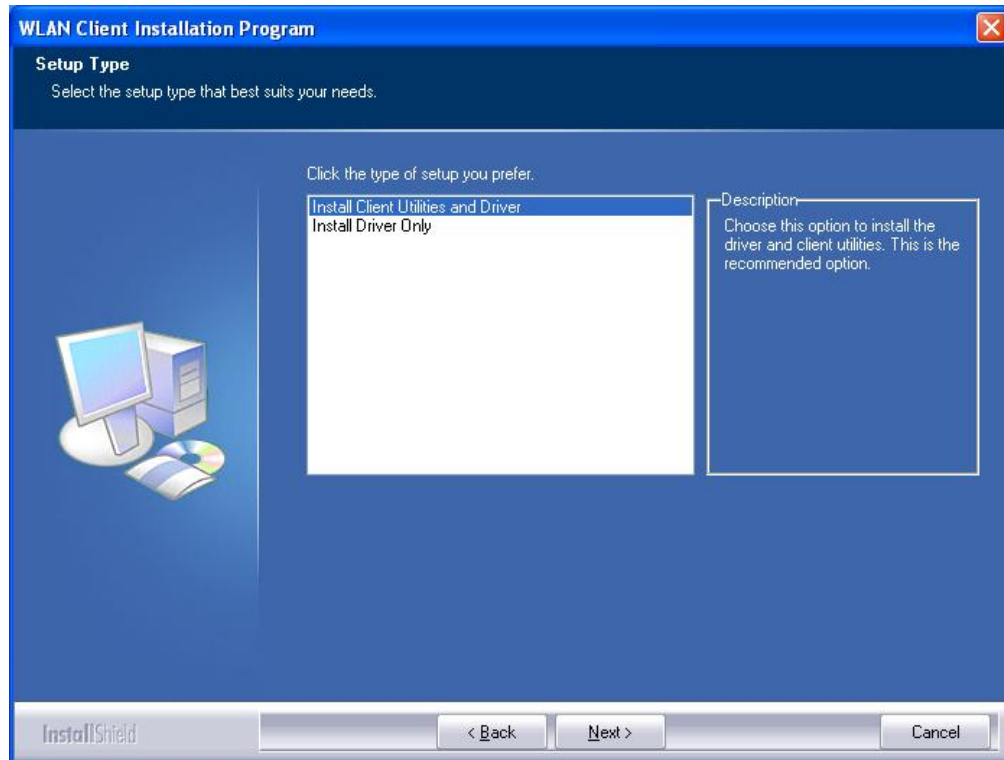 WLAN Client Installation Program
Setup Type
Select the setup type that best suits your needs.
Click the type of setup you prefer.
Install Client Utilities and Driver
Install Driver Only
Description
Choose this option to install the
driver and client utilities. This is the
recommended option.
InstallShield
< Back
Next >
Cancel